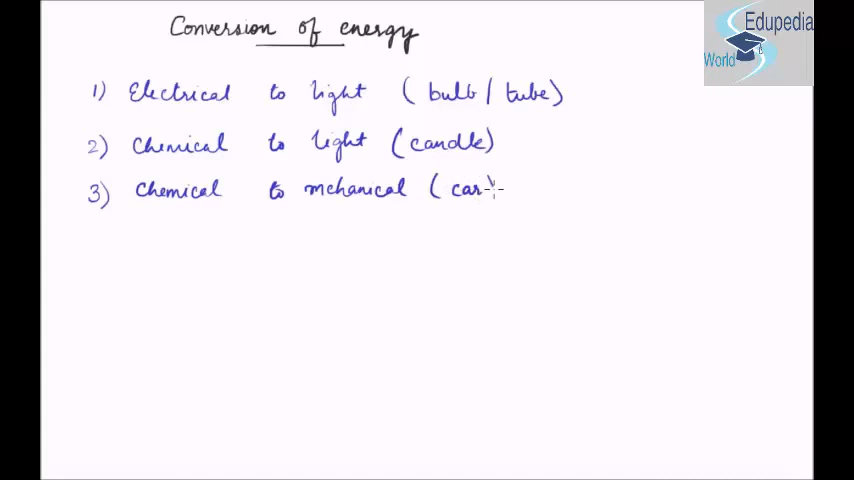 Conversion of energy
Edupedia
World
1) Electrical to light (bulb / tube)
2) Chemical to light (candle)
3) Chemical to mchanical (car)